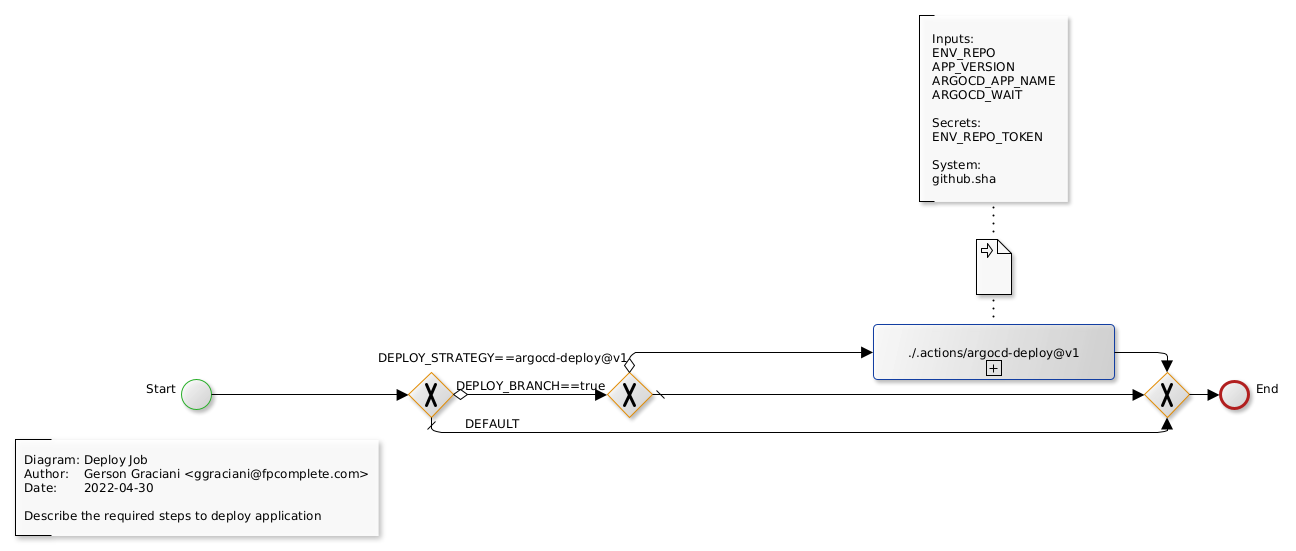 Inputs:
ENV_REPO
APP_VERSION
ARGOCD_APP_NAME
ARGOCD_WAIT

Secrets:
ENV_REPO_TOKEN

System:
github.sha

./.actions/argocd-deploy@v1
DEPLOY_STRATEGY==argocd-deploy@v1
Start
DEPLOY_BRANCH==true
End
DEFAULT

Diagram: Deploy Job
Author: Gerson Graciani <ggraciani@fpcomplete.com>
Date: 2022-04-30

Describe the required steps to deploy application